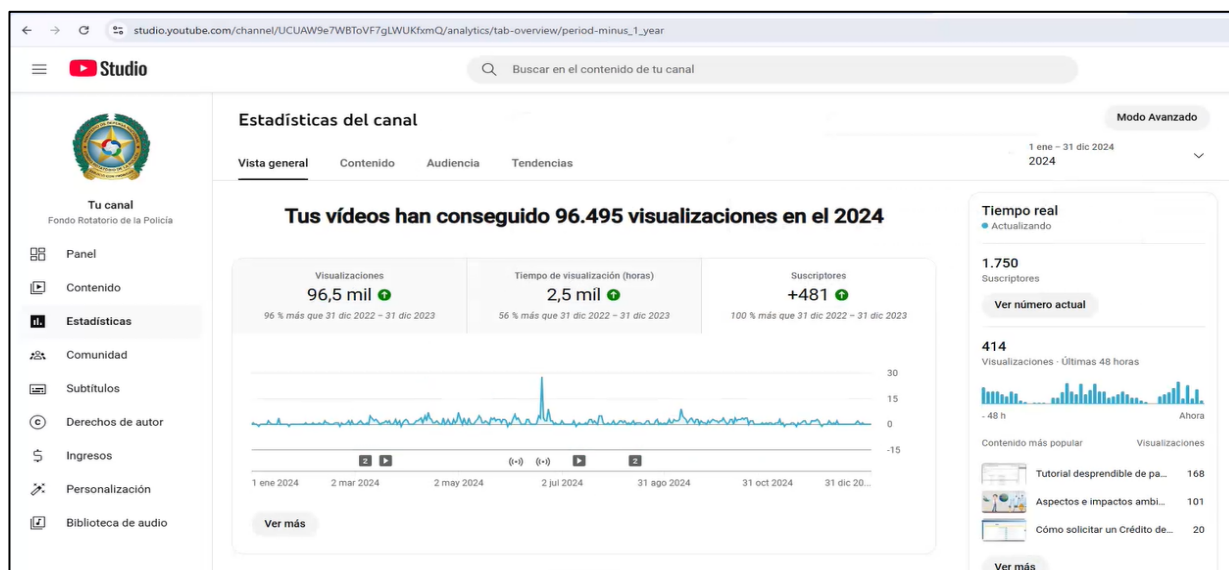 studio.youtube.com/channel/UCUAW9e7WBToVF7gLWUKfxmQ/analytics/tab-overview/period-minus_1_year
Studio
Buscar en el contenido de tu canal
Tu canal
Fondo Rotatorio de la Policía
Panel
Contenido
Estadísticas
Comunidad
Subtítulos
Derechos de autor
Ingresos
Personalización
Biblioteca de audio
Estadísticas del canal
Modo Avanzado
Vista general Contenido Audiencia Tendencias
1 ene – 31 dic 2024
2024
Tus vídeos han conseguido 96.495 visualizaciones en el 2024
Visualizaciones
96,5 mil
96 % más que 31 dic 2022 – 31 dic 2023
Tiempo de visualización (horas)
2,5 mil
56 % más que 31 dic 2022 – 31 dic 2023
Suscriptores
+481
100 % más que 31 dic 2022 – 31 dic 2023
30
15
0
-15
2 2
1 ene 2024 2 mar 2024 2 may 2024 2 jul 2024 31 ago 2024 31 oct 2024 31 dic 20...
Ver más
Tiempo real
Actualizando
1.750
Suscriptores
Ver número actual
414
Visualizaciones · Últimas 48 horas
- 48 h Ahora
Contenido más popular Visualizaciones
Tutorial desprendible de pa... 168
Aspectos e impactos ambi... 101
Cómo solicitar un Crédito de... 20
Ver más